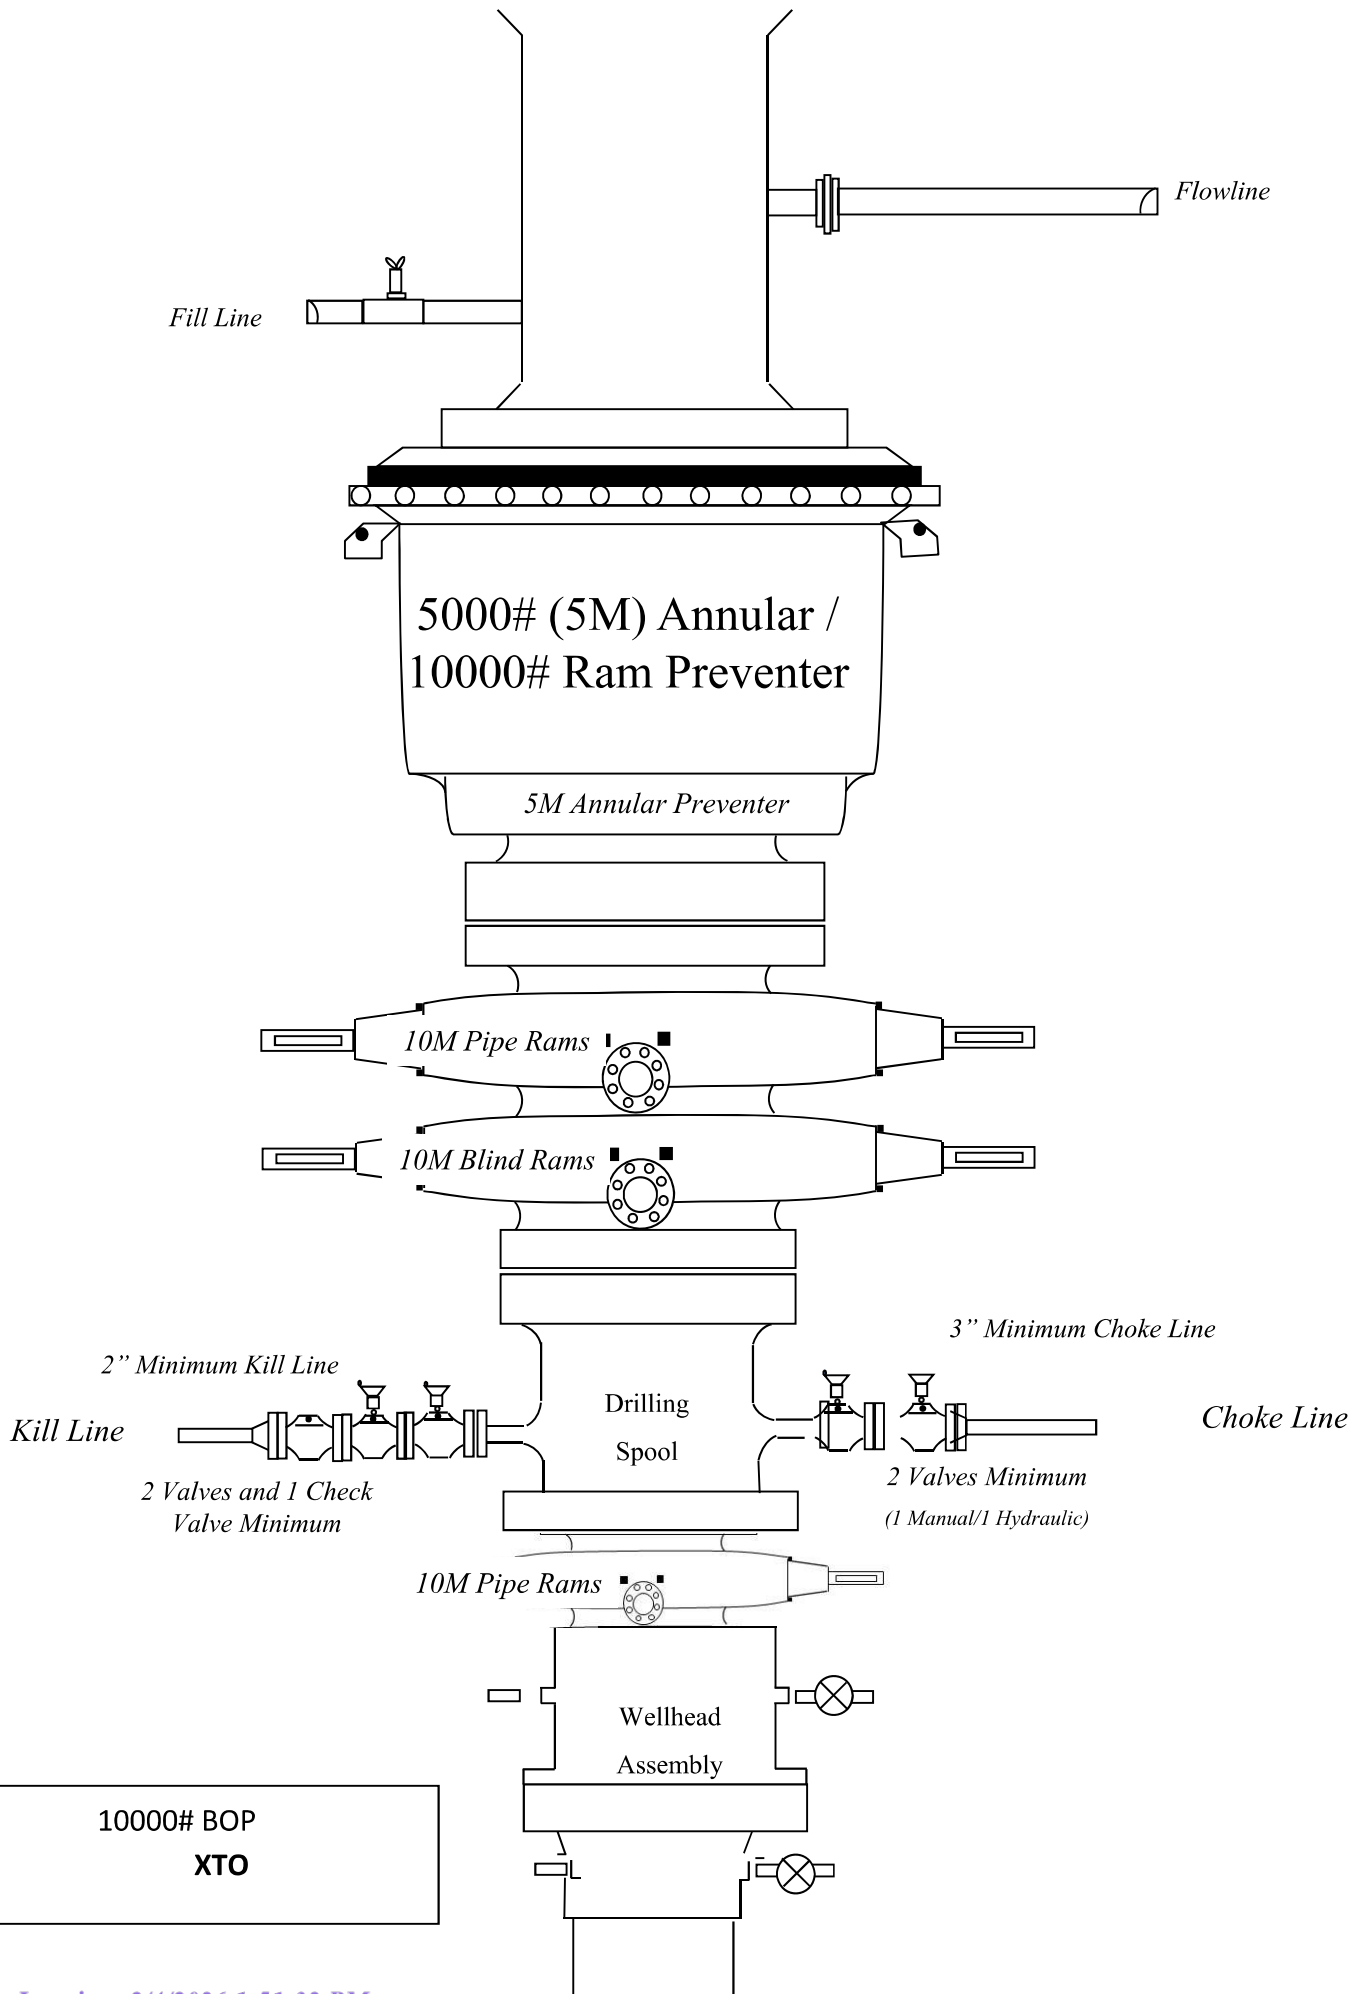 Flowline
Fill Line
5000# (5M) Annular /
10000# Ram Preventer
5M Annular Preventer
10M Pipe Rams
10M Blind Rams
3” Minimum Choke Line
2” Minimum Kill Line
Drilling
Spool
Kill Line
Choke Line
2 Valves and 1 Check
Valve Minimum
2 Valves Minimum
(1 Manual/1 Hydraulic)
10M Pipe Rams
Wellhead
Assembly
10000# BOP
XTO